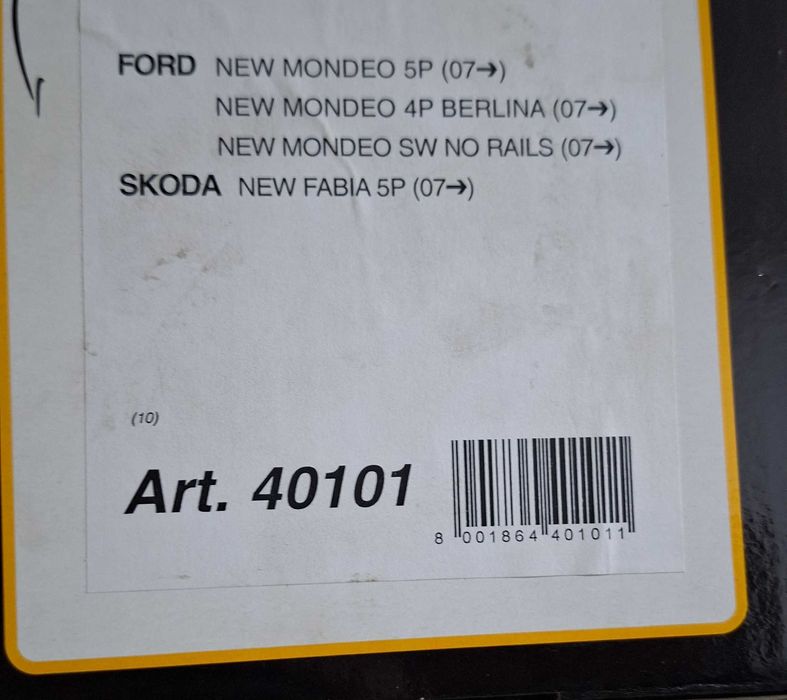 FORD NEW MONDEO 5P (07➔)
NEW MONDEO 4P BERLINA (07➔)
NEW MONDEO SW NO RAILS (07➔)
SKODA NEW FABIA 5P (07➔)
(10)
Art. 40101
8 001864 401011